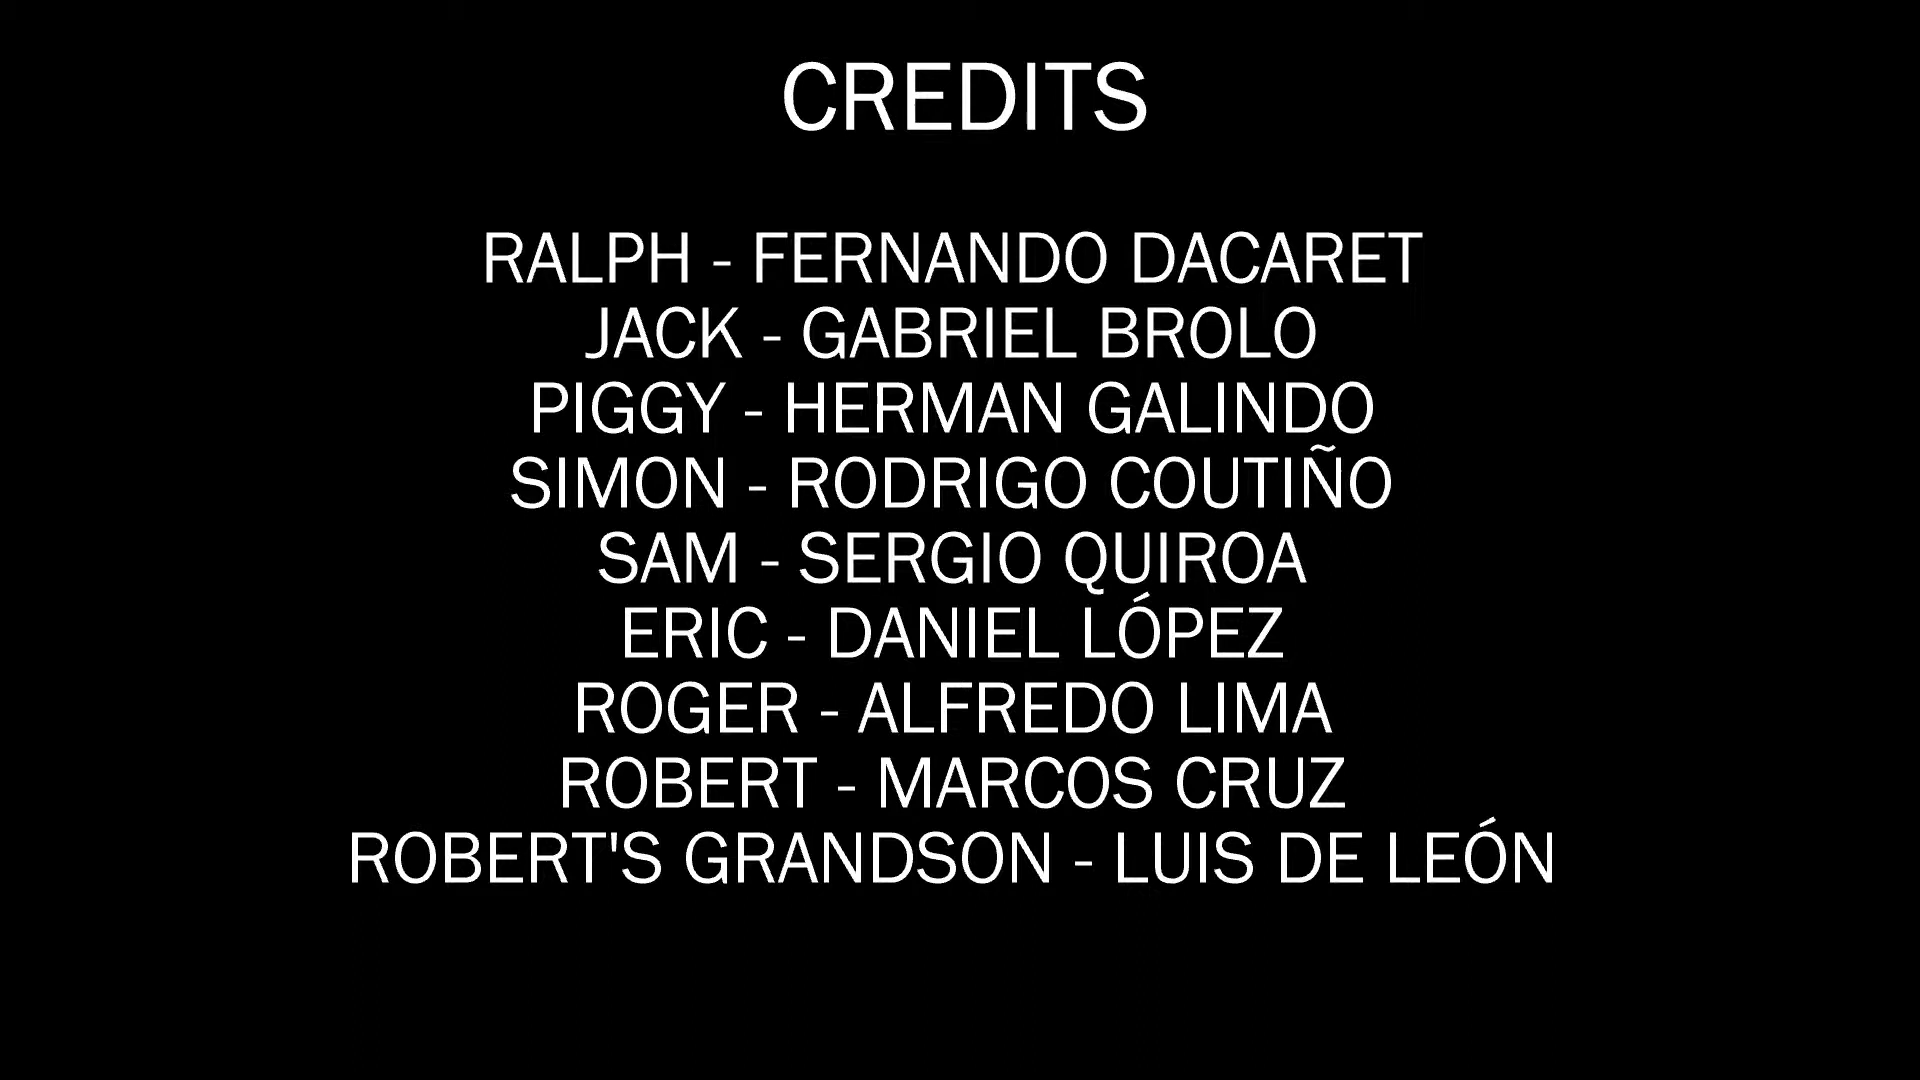 CREDITS
RALPH - FERNANDO DACARET
JACK - GABRIEL BROLO
PIGGY - HERMAN GALINDO
SIMON - RODRIGO COUTIÑO
SAM - SERGIO QUIROA
ERIC - DANIEL LÓPEZ
ROGER - ALFREDO LIMA
ROBERT - MARCOS CRUZ
ROBERT'S GRANDSON - LUIS DE LEÓN